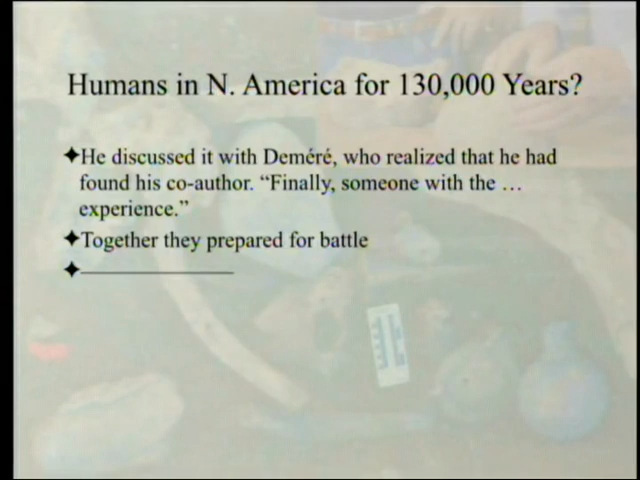 Humans in N. America for 130,000 Years?
✦He discussed it with Deméré, who realized that he had
found his co-author. “Finally, someone with the …
experience.”
✦Together they prepared for battle
✦______________